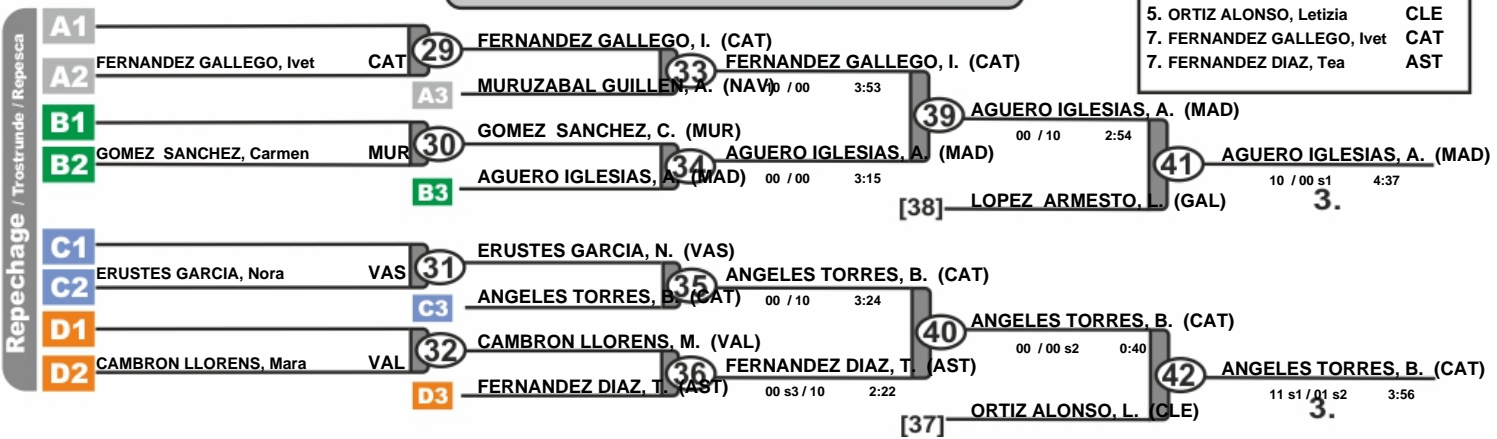 Repechage / Trostrunde / Repesca
5. ORTIZ ALONSO, Letizia CLE
7. FERNANDEZ GALLEGO, Ivet CAT
7. FERNANDEZ DIAZ, Tea AST
A1
FERNANDEZ GALLEGO, Ivet CAT
A2
29
FERNANDEZ GALLEGO, I. (CAT)
A3
MURUZABAL GUILLEN, A. (NAV)
33
FERNANDEZ GALLEGO, I. (CAT)
10 / 00 3:53
B1
GOMEZ SANCHEZ, Carmen MUR
B2
30
GOMEZ SANCHEZ, C. (MUR)
B3
AGUERO IGLESIAS, A. (MAD)
34
AGUERO IGLESIAS, A. (MAD)
00 / 00 3:15
39
AGUERO IGLESIAS, A. (MAD)
00 / 10 2:54
[38]
LOPEZ ARMESTO, L. (GAL)
41
AGUERO IGLESIAS, A. (MAD)
10 / 00 s1 4:37
3.
C1
ERUSTES GARCIA, Nora VAS
C2
31
ERUSTES GARCIA, N. (VAS)
C3
ANGELES TORRES, B. (CAT)
35
ANGELES TORRES, B. (CAT)
00 / 10 3:24
D1
CAMBRON LLORENS, Mara VAL
D2
32
CAMBRON LLORENS, M. (VAL)
D3
FERNANDEZ DIAZ, T. (AST)
36
FERNANDEZ DIAZ, T. (AST)
00 s3 / 10 2:22
40
ANGELES TORRES, B. (CAT)
00 / 00 s2 0:40
[37]
ORTIZ ALONSO, L. (CLE)
42
ANGELES TORRES, B. (CAT)
11 s1 / 01 s2 3:56
3.